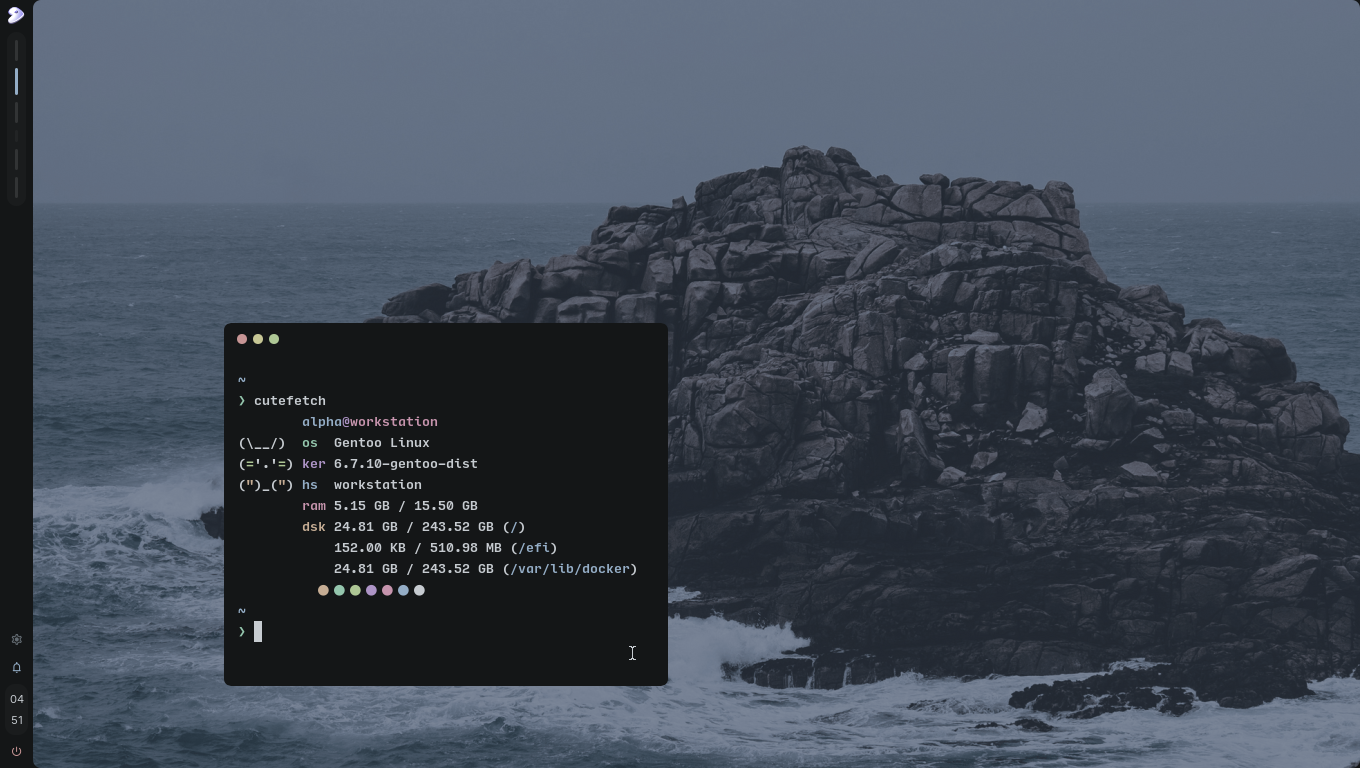 ~
❯ cutefetch
alpha@workstation
(\__/) os Gentoo Linux
(='.'=) ker 6.7.10-gentoo-dist
(")_(") hs workstation
ram 5.15 GB / 15.50 GB
dsk 24.81 GB / 243.52 GB (/)
152.00 KB / 510.98 MB (/efi)
24.81 GB / 243.52 GB (/var/lib/docker)
~
❯
04
51